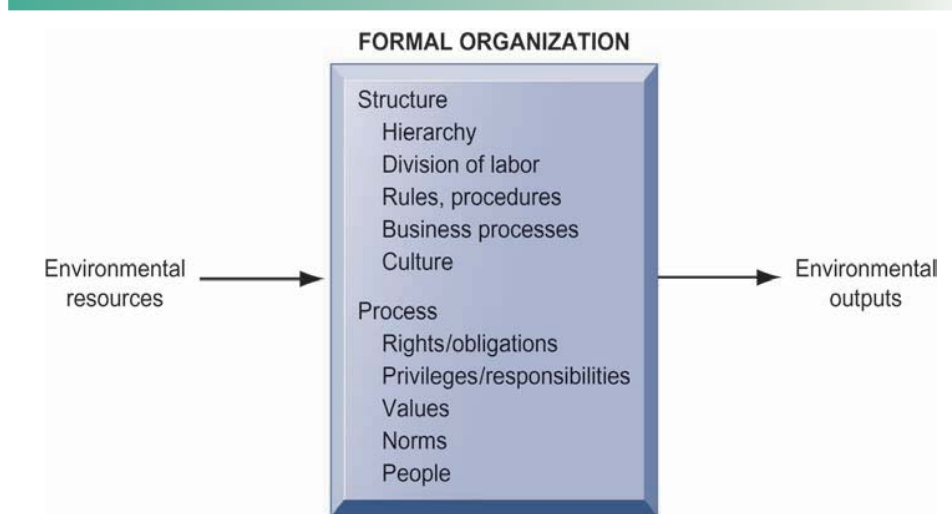 FORMAL ORGANIZATION
Structure
Hierarchy
Division of labor
Rules, procedures
Business processes
Culture
Environmental
resources
Environmental
outputs
Process
Rights/obligations
Privileges/responsibilities
Values
Norms
People